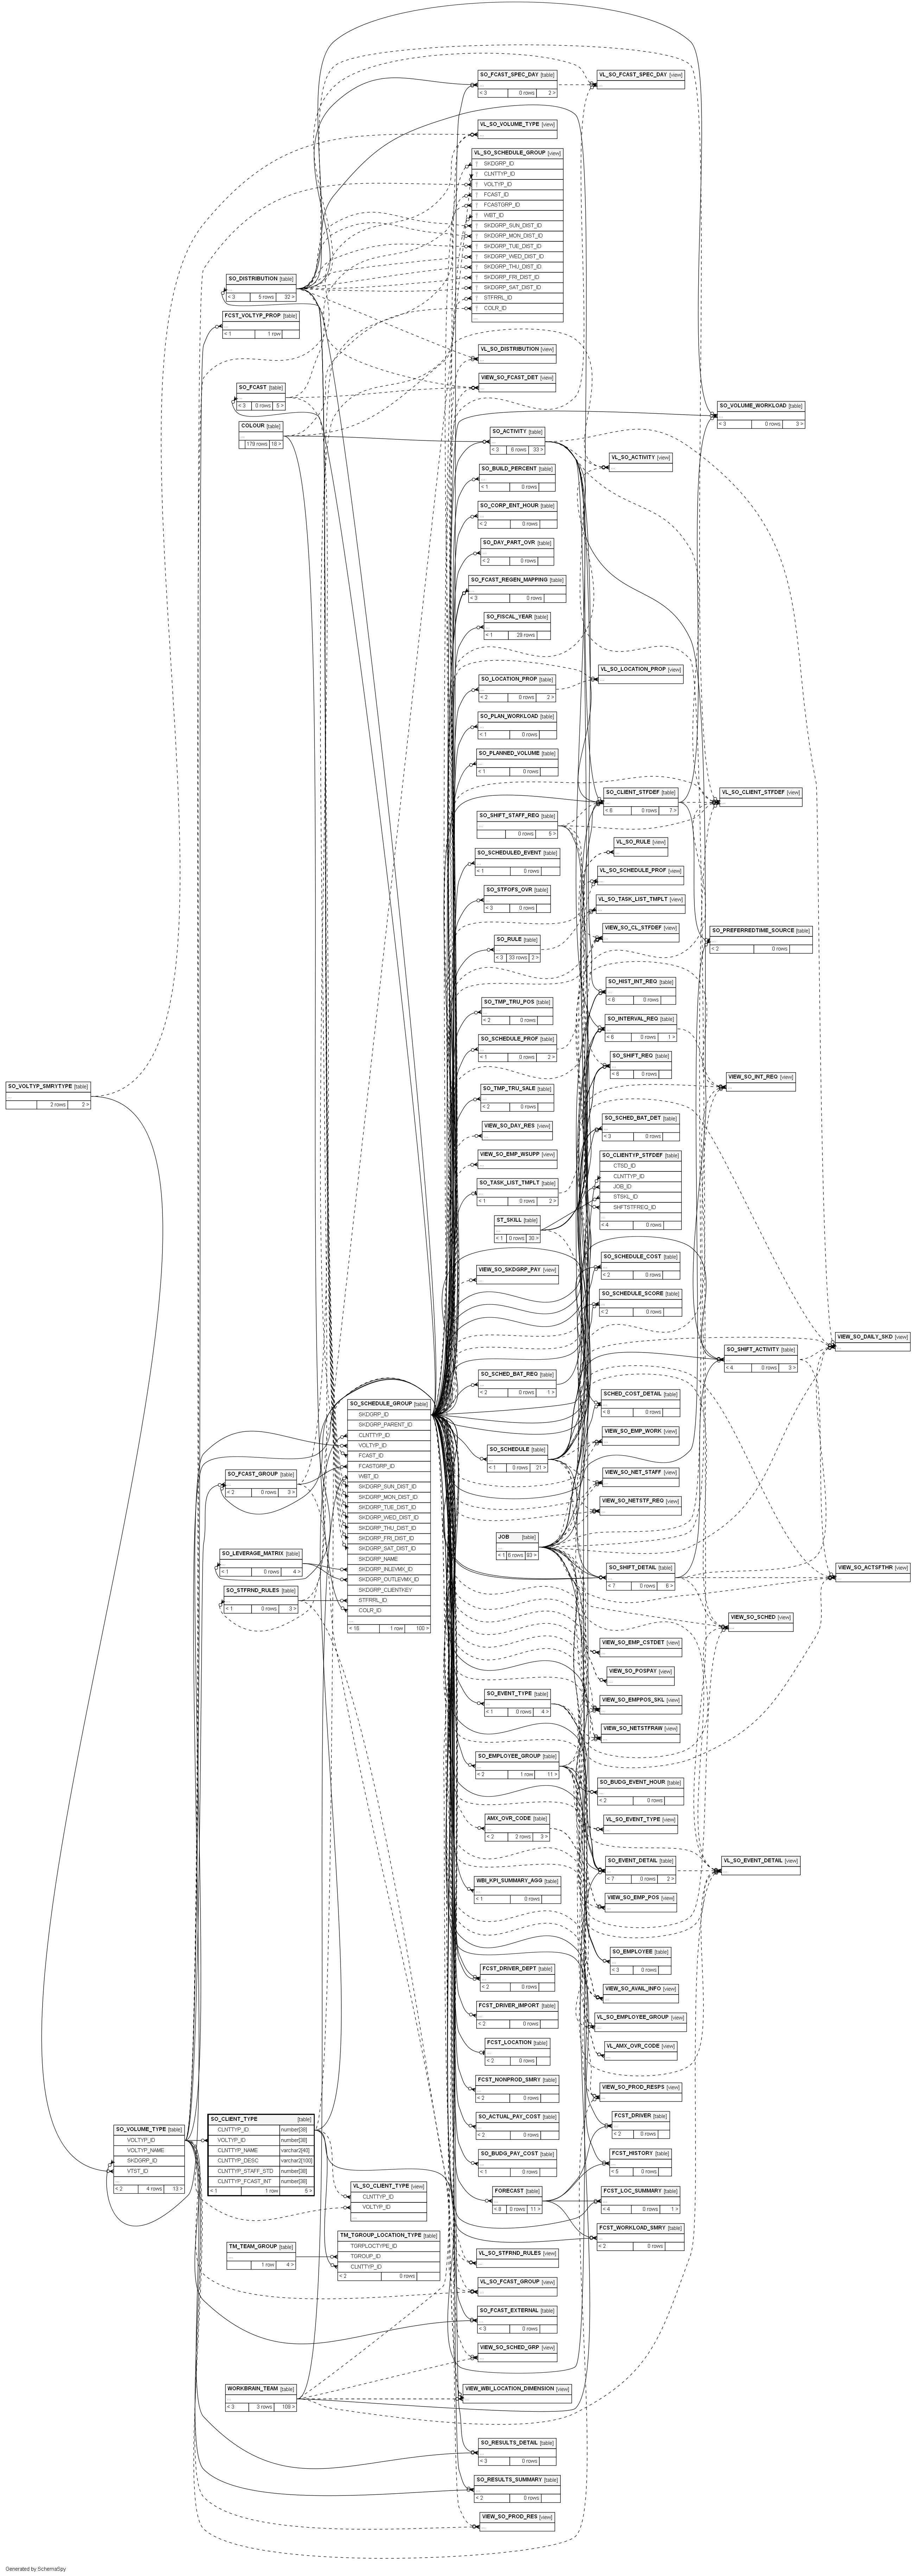 SO_FCAST_SPEC_DAY [table]
...
< 3 0 rows 2 >
VL_SO_FCAST_SPEC_DAY [view]
VL_SO_VOLUME_TYPE [view]
VL_SO_SCHEDULE_GROUP [view]
SKDGRP_ID
CLNTTYP_ID
VOLTYP_ID
FCAST_ID
FCASTGRP_ID
WBT_ID
SKDGRP_SUN_DIST_ID
SKDGRP_MON_DIST_ID
SKDGRP_TUE_DIST_ID
SKDGRP_WED_DIST_ID
SKDGRP_THU_DIST_ID
SKDGRP_FRI_DIST_ID
SKDGRP_SAT_DIST_ID
STFRRL_ID
COLR_ID
SO_DISTRIBUTION [table]
< 3 5 rows 32 >
FCST_VOLTYP_PROP [table]
< 1 1 row
VL_SO_DISTRIBUTION [view]
VIEW_SO_FCAST_DET [view]
SO_FCAST [table]
< 3 0 rows 5 >
SO_VOLUME_WORKLOAD [table]
< 3 0 rows 3 >
COLOUR [table]
179 rows 18 >
SO_ACTIVITY [table]
< 3 6 rows 33 >
VL_SO_ACTIVITY [view]
SO_BUILD_PERCENT [table]
< 1 0 rows
SO_CORP_ENT_HOUR [table]
< 2 0 rows
SO_DAY_PART_OVR [table]
< 2 0 rows
SO_FCAST_REGEN_MAPPING [table]
< 3 0 rows
SO_FISCAL_YEAR [table]
< 1 29 rows
VL_SO_LOCATION_PROP [view]
SO_LOCATION_PROP [table]
< 2 0 rows 2 >
SO_PLAN_WORKLOAD [table]
< 1 0 rows
SO_PLANNED_VOLUME [table]
< 1 0 rows
SO_CLIENT_STFDEF [table]
< 6 0 rows 7 >
VL_SO_CLIENT_STFDEF [view]
SO_SHIFT_STAFF_REQ [table]
0 rows 5 >
VL_SO_RULE [view]
SO_SCHEDULED_EVENT [table]
< 1 0 rows
VL_SO_SCHEDULE_PROF [view]
SO_STFOFS_OVR [table]
< 3 0 rows
VL_SO_TASK_LIST_TMPLT [view]
VIEW_SO_CL_STFDEF [view]
SO_PREFERREDTIME_SOURCE [table]
< 2 0 rows
SO_RULE [table]
< 3 33 rows 2 >
SO_HIST_INT_REQ [table]
< 6 0 rows
SO_TMP_TRU_POS [table]
< 2 0 rows
SO_INTERVAL_REQ [table]
< 6 0 rows 1 >
SO_SCHEDULE_PROF [table]
< 1 0 rows 2 >
SO_SHIFT_REQ [table]
< 8 0 rows
VIEW_SO_INT_REQ [view]
SO_VOLTYP_SMRYTYPE [table]
2 rows 2 >
SO_TMP_TRU_SALE [table]
< 2 0 rows
SO_SCHED_BAT_DET [table]
< 3 0 rows
VIEW_SO_DAY_RES [view]
VIEW_SO_EMP_WSUPP [view]
SO_CLIENTYP_STFDEF [table]
CTSD_ID
CLNTTYP_ID
JOB_ID
STSKL_ID
SHFTSTFREQ_ID
< 4 0 rows
SO_TASK_LIST_TMPLT [table]
< 1 0 rows 2 >
ST_SKILL [table]
< 1 0 rows 30 >
SO_SCHEDULE_COST [table]
< 2 0 rows
VIEW_SO_SKDGRP_PAY [view]
SO_SCHEDULE_SCORE [table]
< 2 0 rows
VIEW_SO_DAILY_SKD [view]
SO_SHIFT_ACTIVITY [table]
< 4 0 rows 3 >
SO_SCHED_BAT_REQ [table]
< 2 0 rows 1 >
SCHED_COST_DETAIL [table]
< 6 0 rows
SO_SCHEDULE_GROUP [table]
SKDGRP_ID
SKDGRP_PARENT_ID
CLNTTYP_ID
VOLTYP_ID
FCAST_ID
FCASTGRP_ID
WBT_ID
SKDGRP_SUN_DIST_ID
SKDGRP_MON_DIST_ID
SKDGRP_TUE_DIST_ID
SKDGRP_WED_DIST_ID
SKDGRP_THU_DIST_ID
SKDGRP_FRI_DIST_ID
SKDGRP_SAT_DIST_ID
SKDGRP_NAME
SKDGRP_INLEVMX_ID
SKDGRP_OUTLEVMX_ID
SKDGRP_CLIENTKEY
STFRRL_ID
COLR_ID
< 16 1 row 100 >
VIEW_SO_EMP_WORK [view]
SO_SCHEDULE [table]
< 1 0 rows 21 >
VIEW_SO_NET_STAFF [view]
SO_FCAST_GROUP [table]
< 2 0 rows 3 >
VIEW_SO_NETSTF_REQ [view]
JOB [table]
< 1 6 rows 93 >
SO_LEVERAGE_MATRIX [table]
< 1 0 rows 4 >
SO_SHIFT_DETAIL [table]
< 7 0 rows 6 >
VIEW_SO_ACTSFTHR [view]
SO_STFRND_RULES [table]
< 1 0 rows 3 >
VIEW_SO_SCHED [view]
VIEW_SO_EMP_CSTDET [view]
VIEW_SO_POSPAY [view]
SO_EVENT_TYPE [table]
< 1 0 rows 4 >
VIEW_SO_EMPPOS_SKL [view]
VIEW_SO_NETSTFRAW [view]
SO_EMPLOYEE_GROUP [table]
< 2 1 row 11 >
SO_BUDG_EVENT_HOUR [table]
< 2 0 rows
AMX_OVR_CODE [table]
< 2 2 rows 3 >
VL_SO_EVENT_TYPE [view]
SO_EVENT_DETAIL [table]
< 7 0 rows 2 >
VL_SO_EVENT_DETAIL [view]
WBI_KPI_SUMMARY_AGG [table]
< 1 0 rows
VIEW_SO_EMP_POS [view]
SO_EMPLOYEE [table]
< 3 0 rows
FCST_DRIVER_DEPT [table]
< 2 0 rows
VIEW_SO_AVAIL_INFO [view]
FCST_DRIVER_IMPORT [table]
< 2 0 rows
VL_SO_EMPLOYEE_GROUP [view]
FCST_LOCATION [table]
< 2 0 rows
VL_AMX_OVR_CODE [view]
FCST_NONPROD_SMRY [table]
< 2 0 rows
VIEW_SO_PROD_RESPS [view]
SO_ACTUAL_PAY_COST [table]
< 2 0 rows
FCST_DRIVER [table]
< 2 0 rows
SO_VOLUME_TYPE [table]
VOLTYP_ID
VOLTYP_NAME
SKDGRP_ID
VTST_ID
< 2 4 rows 13 >
SO_CLIENT_TYPE [table]
CLNTTYP_ID number[38]
VOLTYP_ID number[38]
CLNTTYP_NAME varchar2[40]
CLNTTYP_DESC varchar2[100]
CLNTTYP_STAFF_STD number[38]
CLNTTYP_FCAST_INT number[38]
< 1 1 row 5 >
SO_BUDG_PAY_COST [table]
< 1 0 rows
FCST_HISTORY [table]
< 5 0 rows
VL_SO_CLIENT_TYPE [view]
CLNTTYP_ID
VOLTYP_ID
FORECAST [table]
< 8 0 rows 11 >
FCST_LOC_SUMMARY [table]
< 4 0 rows 1 >
TM_TGROUP_LOCATION_TYPE [table]
TGRPLOCTYPE_ID
TGROUP_ID
CLNTTYP_ID
< 2 0 rows
FCST_WORKLOAD_SMRY [table]
< 2 0 rows
TM_TEAM_GROUP [table]
1 row 4 >
VL_SO_STFRND_RULES [view]
VL_SO_FCAST_GROUP [view]
SO_FCAST_EXTERNAL [table]
< 3 0 rows
VIEW_SO_SCHED_GRP [view]
WORKBRAIN_TEAM [table]
< 3 3 rows 109 >
VIEW_WBI_LOCATION_DIMENSION [view]
SO_RESULTS_DETAIL [table]
< 3 0 rows
SO_RESULTS_SUMMARY [table]
< 2 0 rows
VIEW_SO_PROD_RES [view]
Generated by SchemaSpy